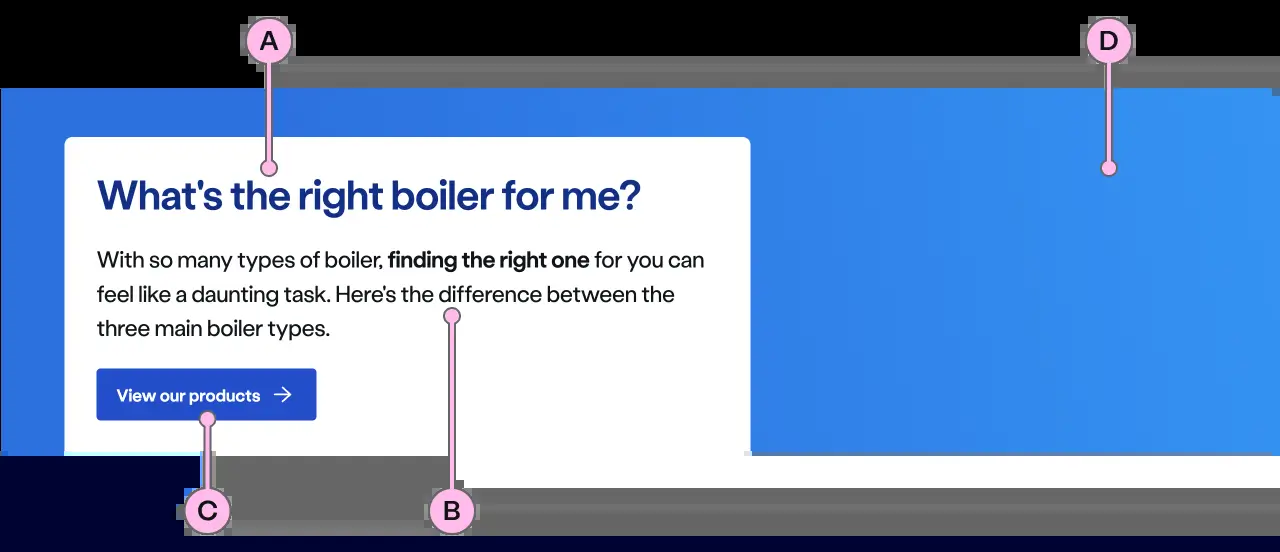 A
D
What's the right boiler for me?
With so many types of boiler, finding the right one for you can
feel like a daunting task. Here's the difference between the
three main boiler types.
View our products →
C
B